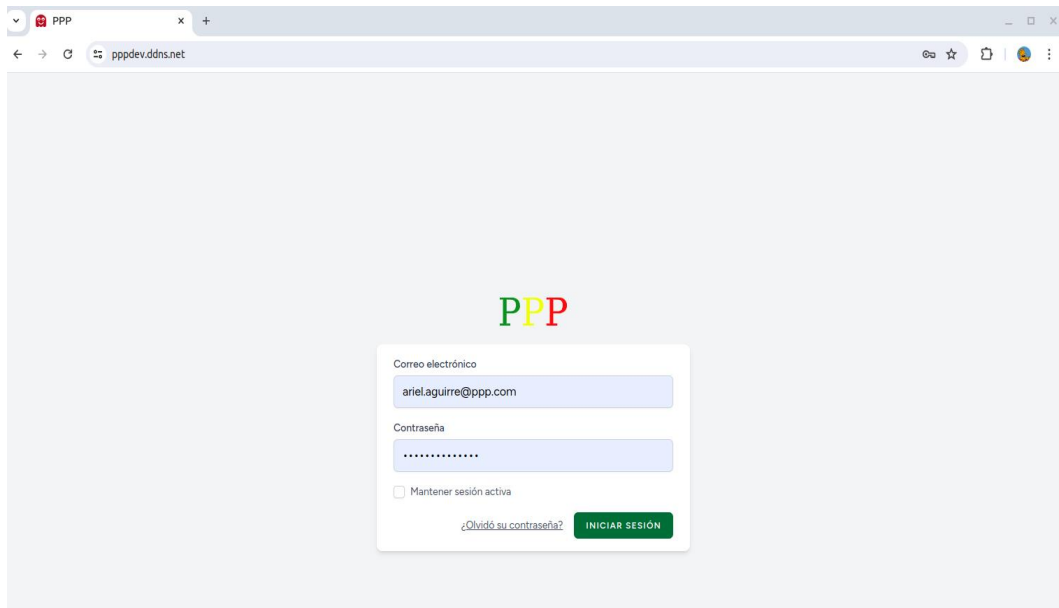 PPP
pppdev.ddns.net
PPP
Correo electrónico
ariel.aguirre@ppp.com
Contraseña
••••••••••••••
Mantener sesión activa
¿Olvidó su contraseña? INICIAR SESIÓN